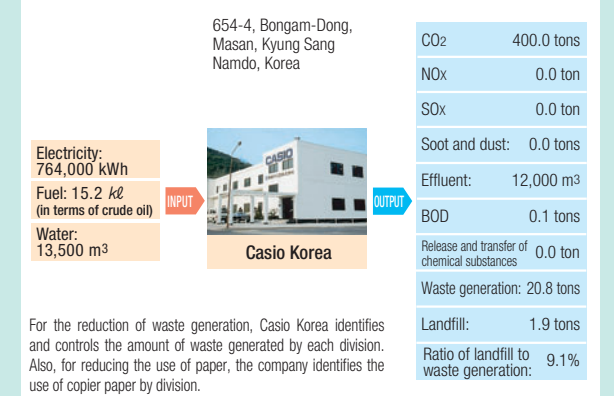 654-4, Bongam-Dong,
Masan, Kyung Sang
Namdo, Korea
Electricity:
764,000 kWh
Fuel: 15.2 kℓ
(in terms of crude oil)
Water:
13,500 m3
INPUT
CASIO
Casio Korea
OUTPUT
CO2 400.0 tons
NOX 0.0 ton
SOX 0.0 ton
Soot and dust: 0.0 tons
Effluent: 12,000 m3
BOD 0.1 tons
Release and transfer of
chemical substances 0.0 ton
Waste generation: 20.8 tons
Landfill: 1.9 tons
Ratio of landfill to
waste generation: 9.1%
For the reduction of waste generation, Casio Korea identifies
and controls the amount of waste generated by each division.
Also, for reducing the use of paper, the company identifies the
use of copier paper by division.